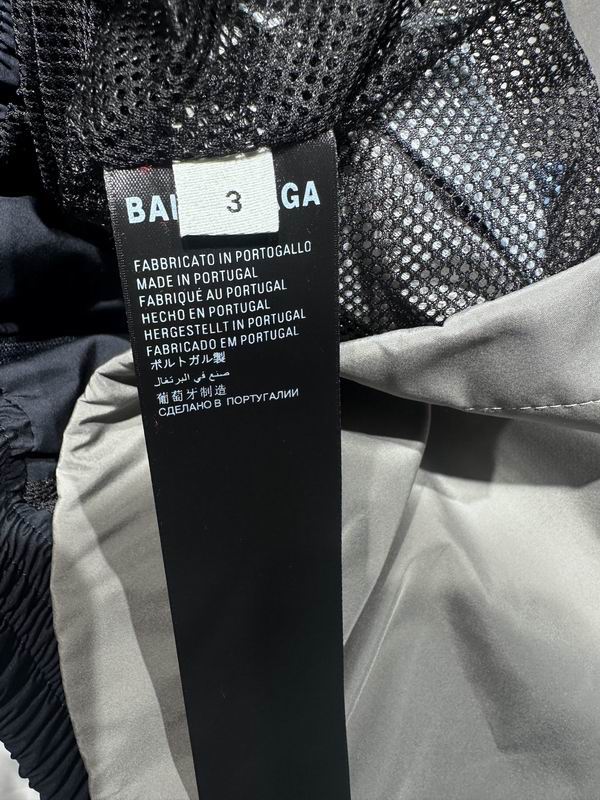 BAL GA
3
FABBRICATO IN PORTOGALLO
MADE IN PORTUGAL
FABRIQUÉ AU PORTUGAL
HECHO EN PORTUGAL
HERGESTELLT IN PORTUGAL
FABRICADO EM PORTUGAL
ポルトガル製
صنع في البرتغال
葡萄牙制造
СДЕЛАНО В ПОРТУГАЛИИ